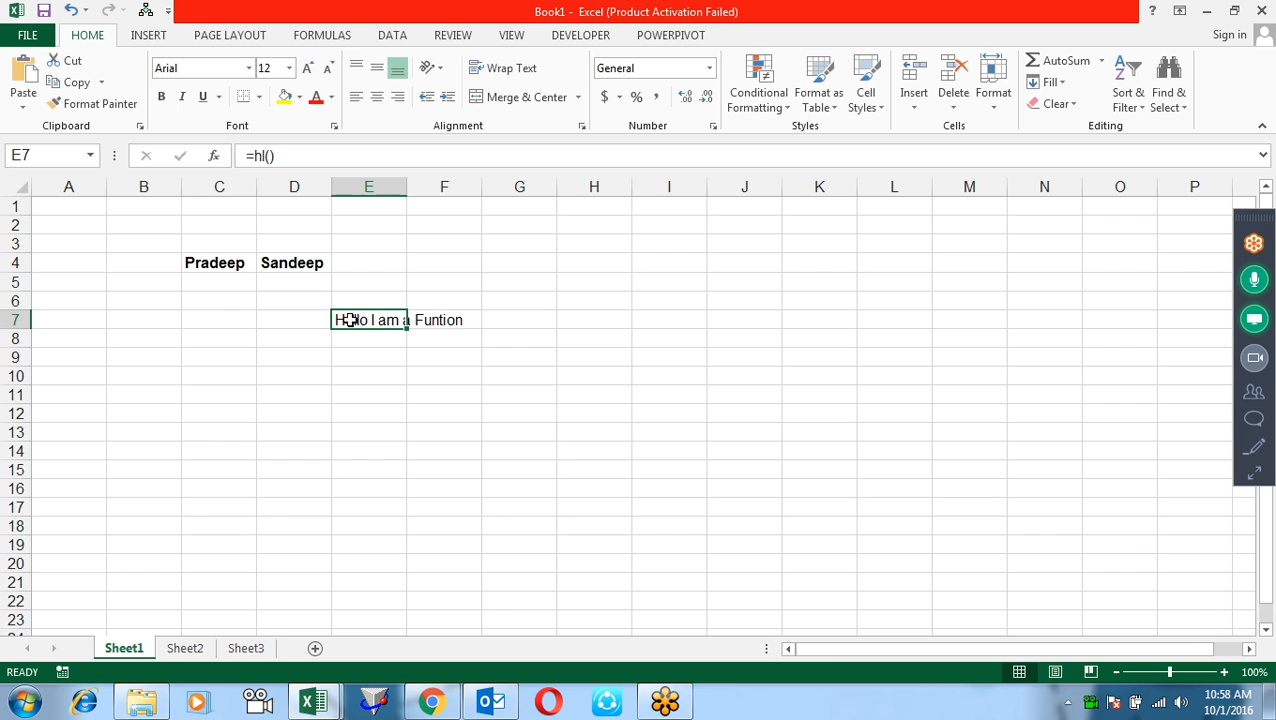 Book1 - Excel (Product Activation Failed)
FILE HOME INSERT PAGE LAYOUT FORMULAS DATA REVIEW VIEW DEVELOPER POWERPIVOT Sign in
Paste Cut Copy Format Painter Clipboard
Arial 12 B I U A Font
Wrap Text Merge & Center Alignment
General $ % , Number
Conditional Formatting Format as Table Cell Styles Styles
Insert Delete Format Cells
AutoSum Fill Clear Sort & Filter Find & Select Editing
E7 fx =hl()
A B C D E F G H I J K L M N O P
1
2
3
4 Pradeep Sandeep
5
6
7 Hello I am a Funtion
8
9
10
11
12
13
14
15
16
17
18
19
20
21
22
23
Sheet1 Sheet2 Sheet3
READY 100%
10:58 AM
10/1/2016